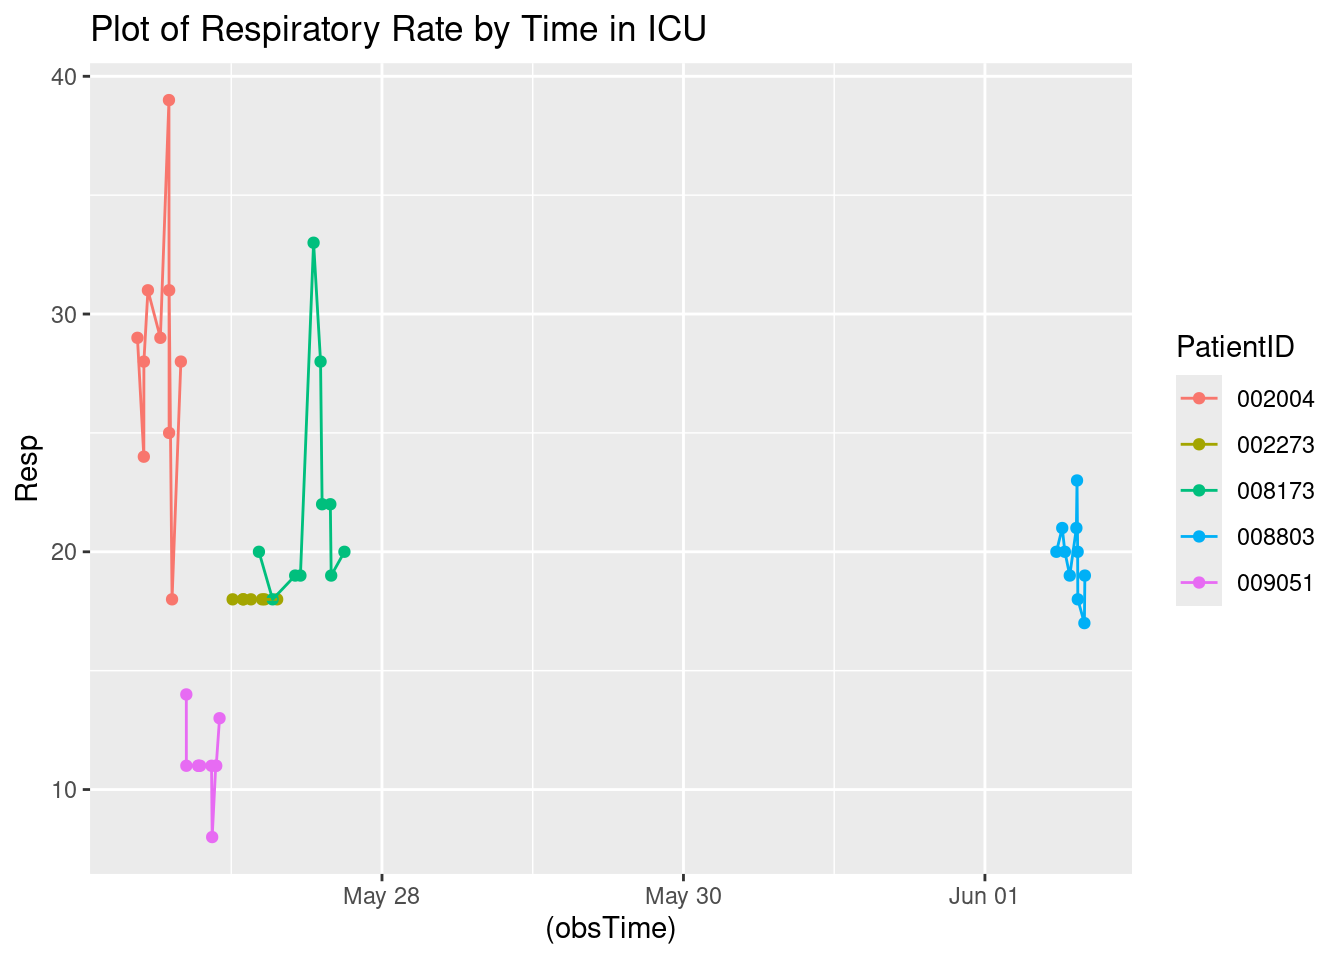 Plot of Respiratory Rate by Time in ICU
40
30
20
10
Resp
May 28
May 30
Jun 01
(obsTime)
PatientID
002004
002273
008173
008803
009051